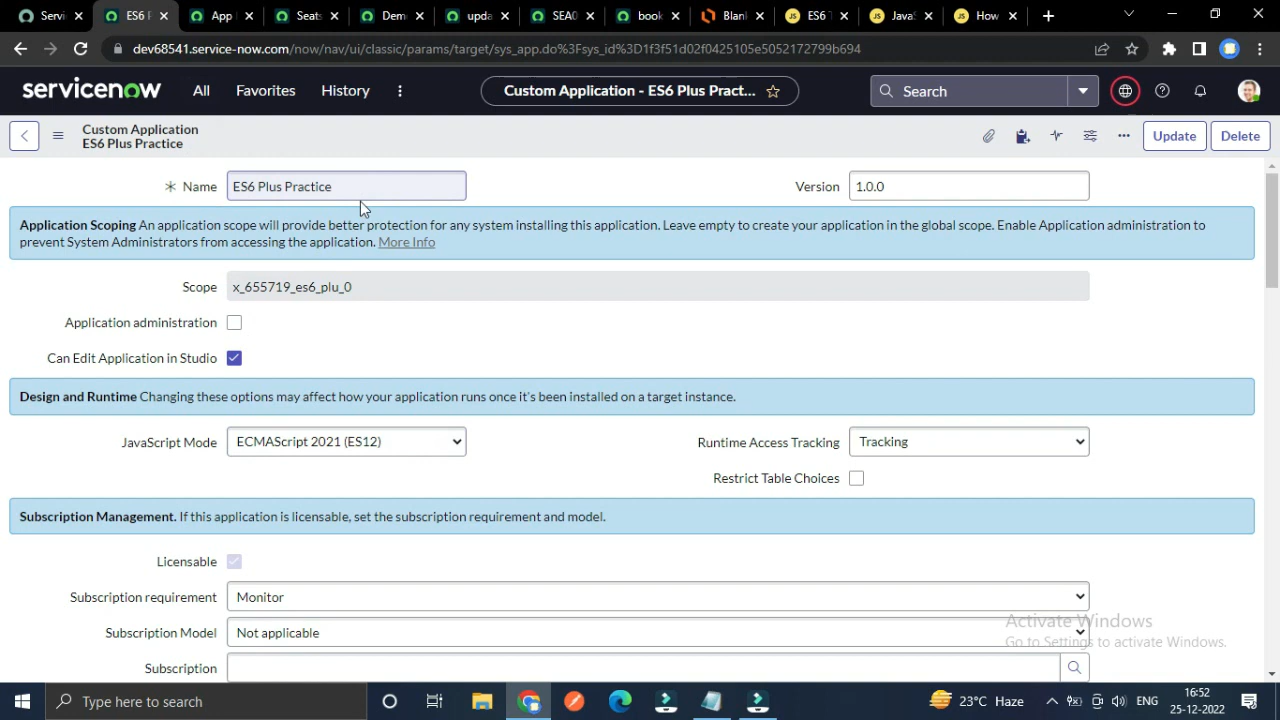 Servi
ES6 P
App
Seats
Dem
upda
SEA0
book
Blank
ES6 T
Java
How
dev68541.service-now.com/now/nav/ui/classic/params/target/sys_app.do%3Fsys_id%3D1f3f51d02f0425105e5052172799b694
servicenow
All
Favorites
History
Custom Application - ES6 Plus Pract...
Search
Custom Application
ES6 Plus Practice
Update
Delete
Name
ES6 Plus Practice
Version
1.0.0
Application Scoping An application scope will provide better protection for any system installing this application. Leave empty to create your application in the global scope. Enable Application administration to
prevent System Administrators from accessing the application. More Info
Scope
x_655719_es6_plu_0
Application administration
Can Edit Application in Studio
Design and Runtime Changing these options may affect how your application runs once it's been installed on a target instance.
JavaScript Mode
ECMAScript 2021 (ES12)
Runtime Access Tracking
Tracking
Restrict Table Choices
Subscription Management. If this application is licensable, set the subscription requirement and model.
Licensable
Subscription requirement
Monitor
Subscription Model
Not applicable
Subscription
Activate Windows
Go to Settings to activate Windows.
Type here to search
23°C Haze
ENG
16:52
25-12-2022